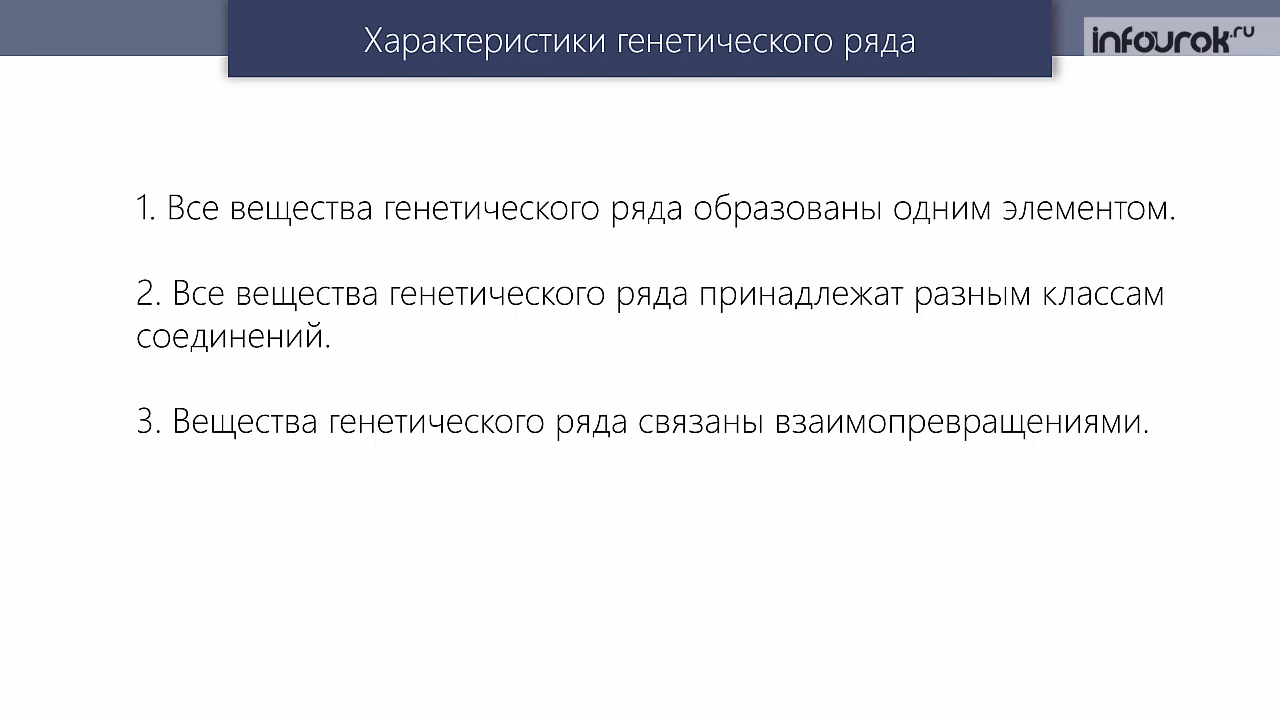 Характеристики генетического ряда
infourok.ru
1. Все вещества генетического ряда образованы одним элементом.
2. Все вещества генетического ряда принадлежат разным классам
соединений.
3. Вещества генетического ряда связаны взаимопревращениями.